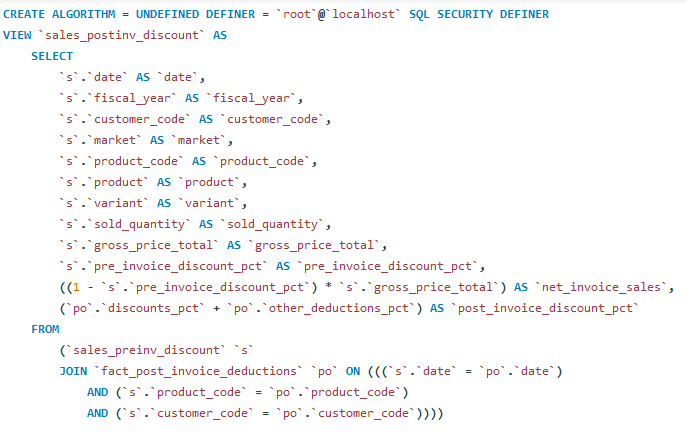 CREATE ALGORITHM = UNDEFINED DEFINER = `root`@`localhost` SQL SECURITY DEFINER
VIEW `sales_postinv_discount` AS
SELECT
`s`.`date` AS `date`,
`s`.`fiscal_year` AS `fiscal_year`,
`s`.`customer_code` AS `customer_code`,
`s`.`market` AS `market`,
`s`.`product_code` AS `product_code`,
`s`.`product` AS `product`,
`s`.`variant` AS `variant`,
`s`.`sold_quantity` AS `sold_quantity`,
`s`.`gross_price_total` AS `gross_price_total`,
`s`.`pre_invoice_discount_pct` AS `pre_invoice_discount_pct`,
((1 - `s`.`pre_invoice_discount_pct`) * `s`.`gross_price_total`) AS `net_invoice_sales`,
(`po`.`discounts_pct` + `po`.`other_deductions_pct`) AS `post_invoice_discount_pct`
FROM
(`sales_preinv_discount` `s`
JOIN `fact_post_invoice_deductions` `po` ON (((`s`.`date` = `po`.`date`)
AND (`s`.`product_code` = `po`.`product_code`)
AND (`s`.`customer_code` = `po`.`customer_code`))))